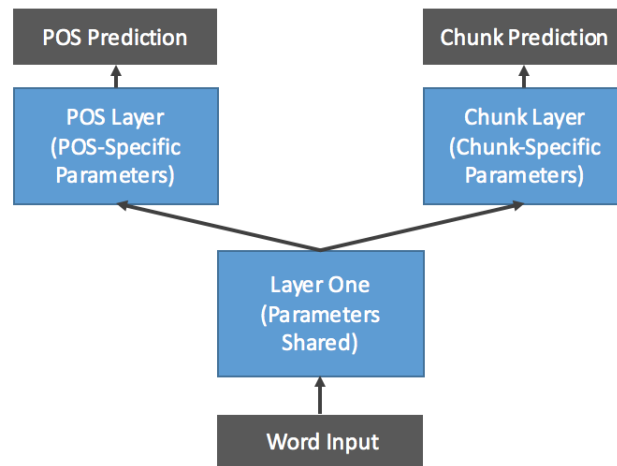 POS Prediction
Chunk Prediction
POS Layer
(POS-Specific
Parameters)
Chunk Layer
(Chunk-Specific
Parameters)
Layer One
(Parameters
Shared)
Word Input